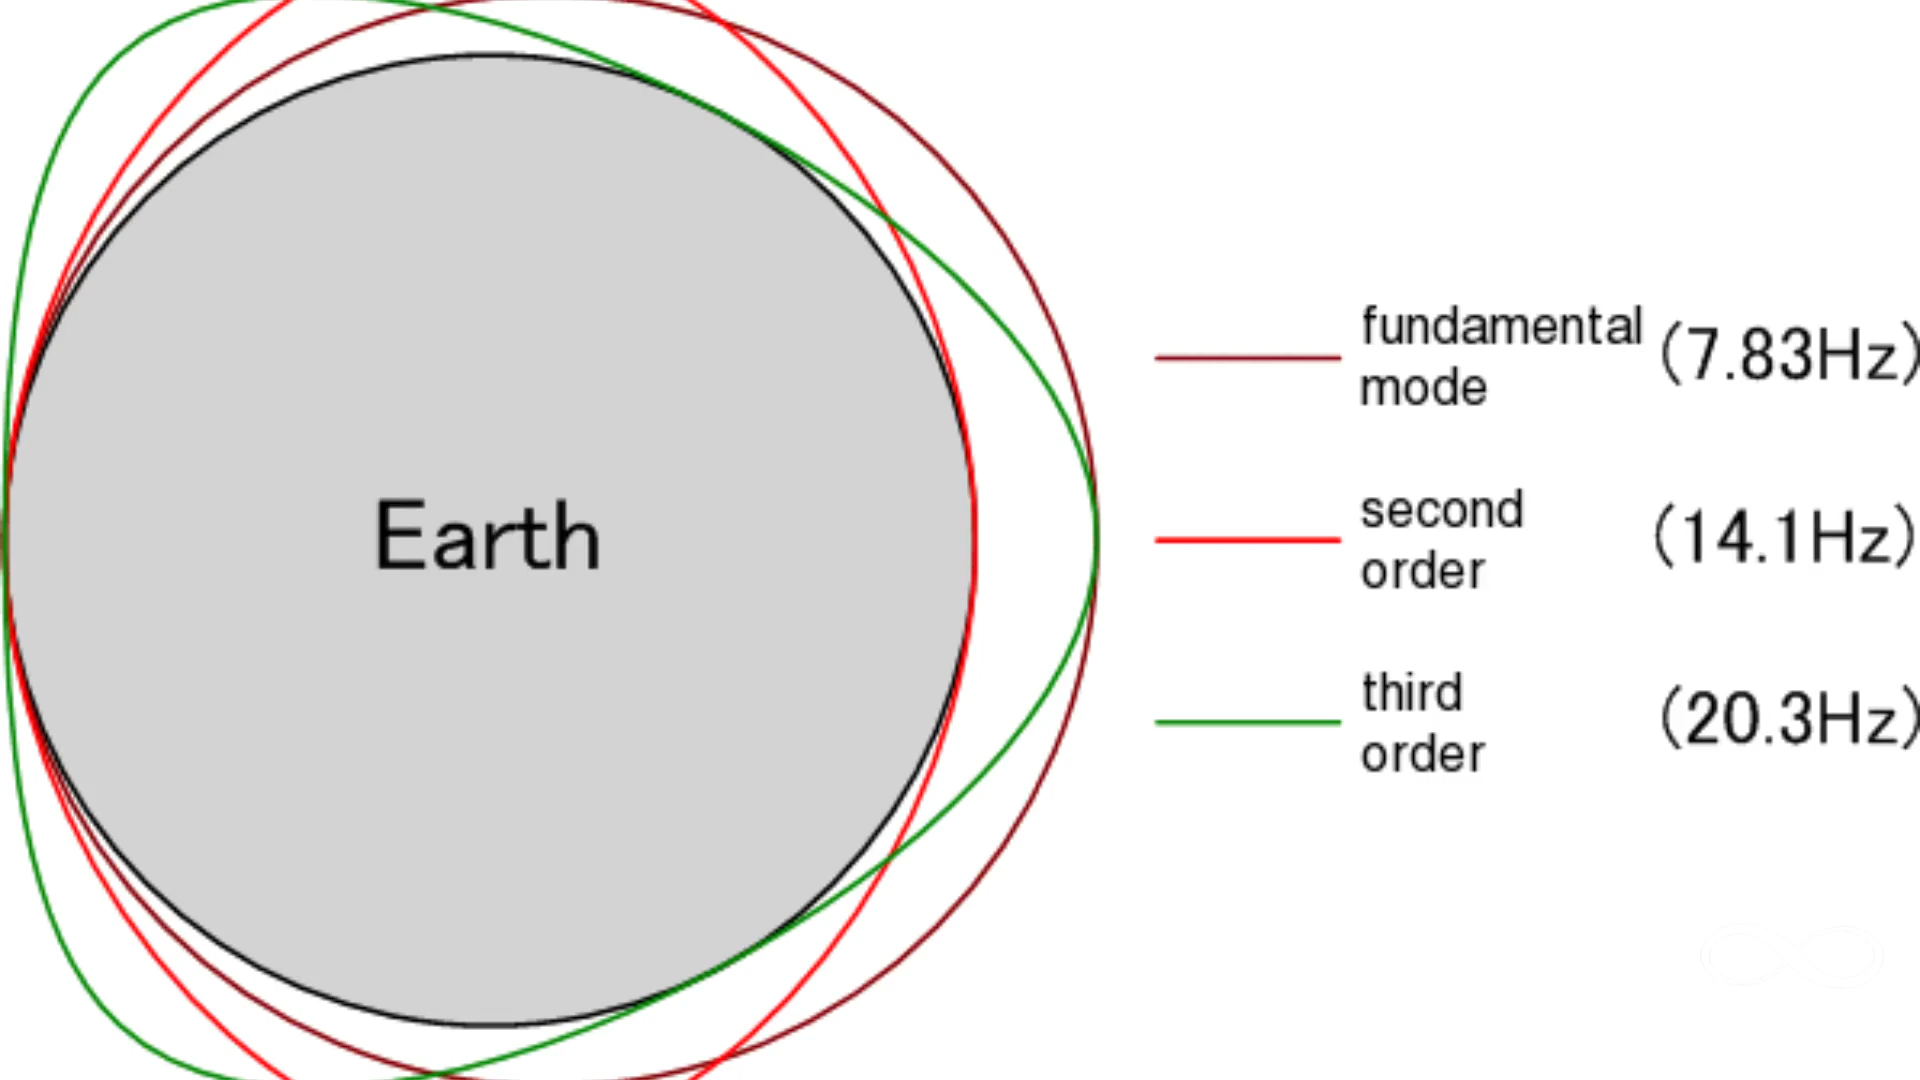 Earth
fundamental
mode
(7.83Hz)
second
order
(14.1Hz)
third
order
(20.3Hz)